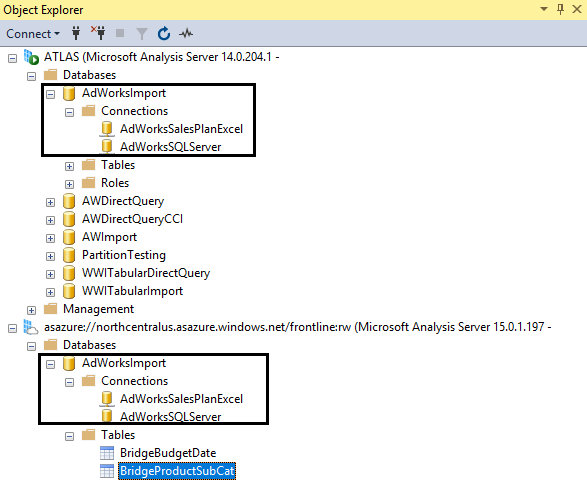 Object Explorer
Connect
ATLAS (Microsoft Analysis Server 14.0.204.1 -
Databases
AdWorksImport
Connections
AdWorksSalesPlanExcel
AdWorksSQLServer
Tables
Roles
AWDirectQuery
AWDirectQueryCCI
AWImport
PartitionTesting
WWITabularDirectQuery
WWITabularImport
Management
asazure://northcentralus.asazure.windows.net/frontline:rw (Microsoft Analysis Server 15.0.1.197 -
Databases
AdWorksImport
Connections
AdWorksSalesPlanExcel
AdWorksSQLServer
Tables
BridgeBudgetDate
BridgeProductSubCat